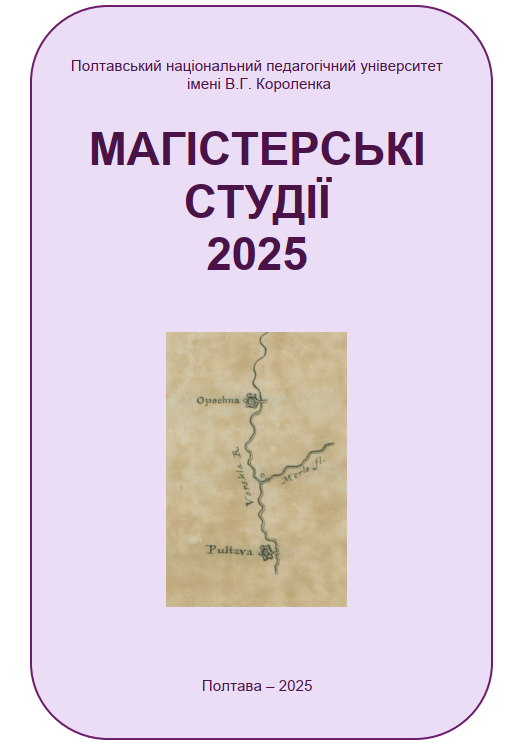 Полтавський національний педагогічний університет
імені В.Г. Короленка
МАГІСТЕРСЬКІ
СТУДІЇ
2025
Opochna
Vorskla R
Merlo fl.
Pultava
Полтава – 2025